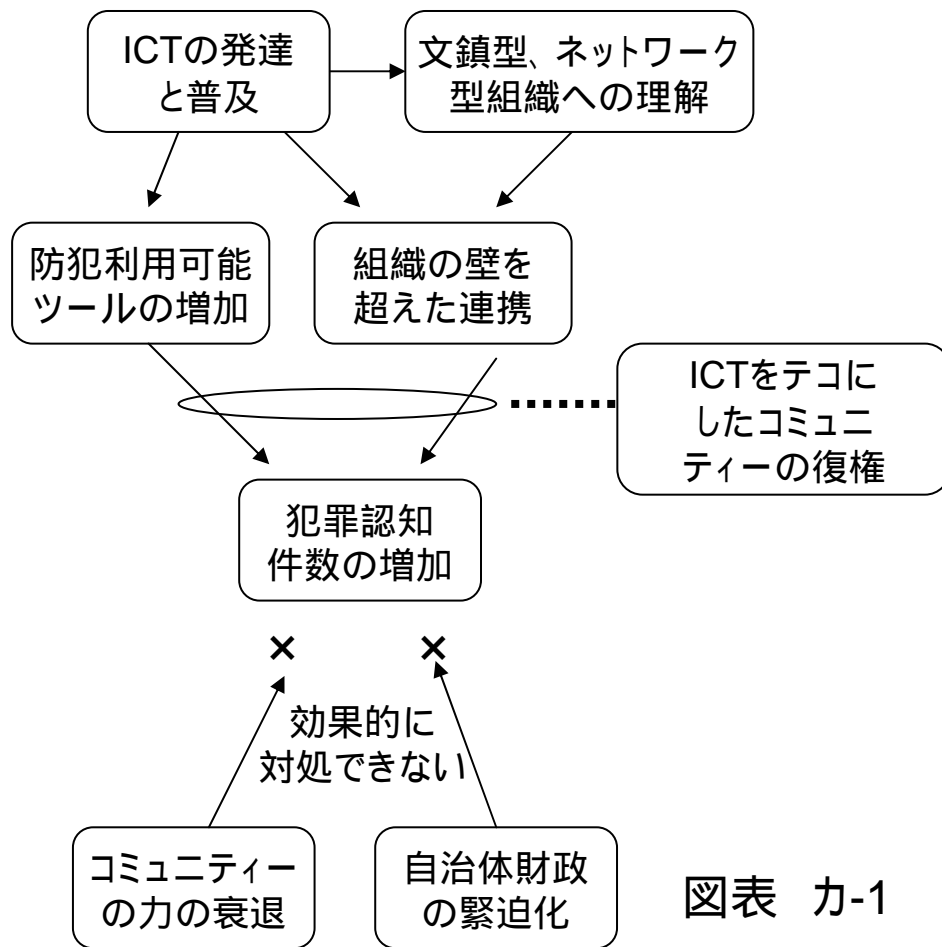 ICTの発達
と普及
文鎮型、ネットワーク
型組織への理解
防犯利用可能
ツールの増加
組織の壁を
超えた連携
ICTをテコに
したコミュニ
ティーの復権
犯罪認知
件数の増加
× ×
効果的に
対処できない
コミュニティー
の力の衰退
自治体財政
の緊迫化
図表 カ-1